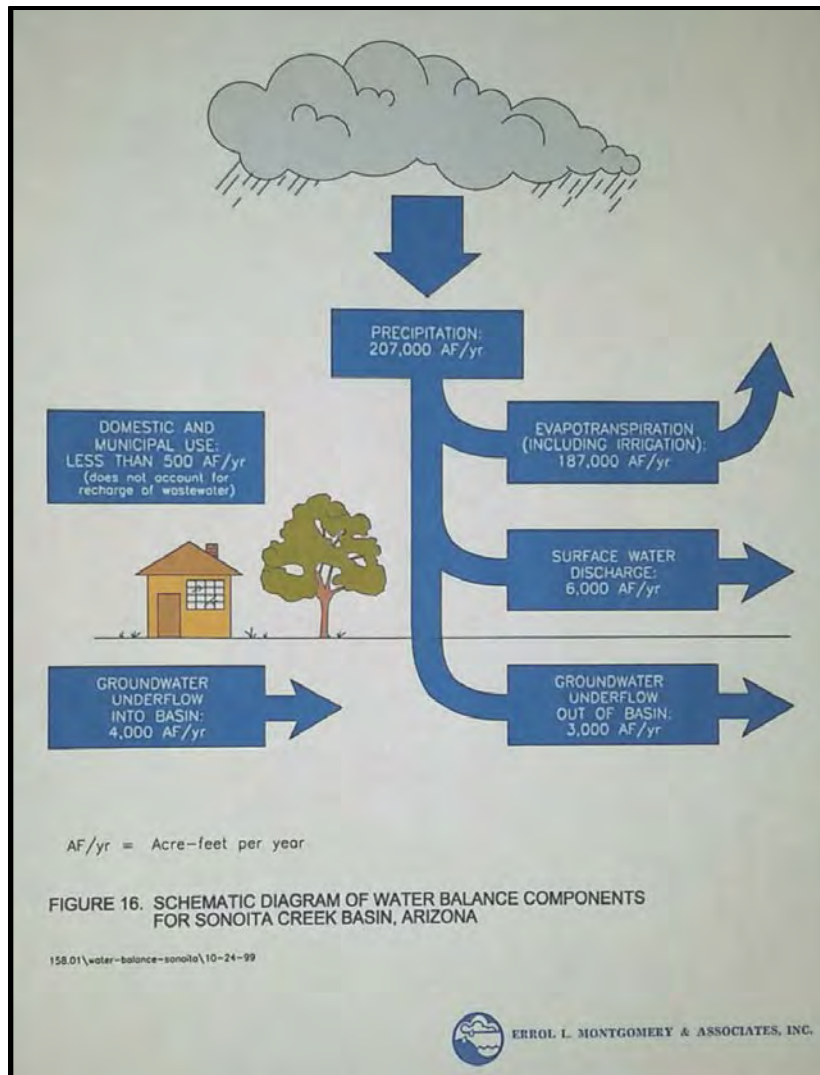 PRECIPITATION:
207,000 AF/yr
DOMESTIC AND
MUNICIPAL USE:
LESS THAN 500 AF/yr
(does not account for
recharge of wastewater)
EVAPOTRANSPIRATION
(INCLUDING IRRIGATION):
187,000 AF/yr
SURFACE WATER
DISCHARGE:
6,000 AF/yr
GROUNDWATER
UNDERFLOW
INTO BASIN:
4,000 AF/yr
GROUNDWATER
UNDERFLOW
OUT OF BASIN:
3,000 AF/yr
AF/yr = Acre-feet per year
FIGURE 16. SCHEMATIC DIAGRAM OF WATER BALANCE COMPONENTS
FOR SONOITA CREEK BASIN, ARIZONA
158.01\water-balance-sonoita\10-24-99
ERROL L. MONTGOMERY & ASSOCIATES, INC.